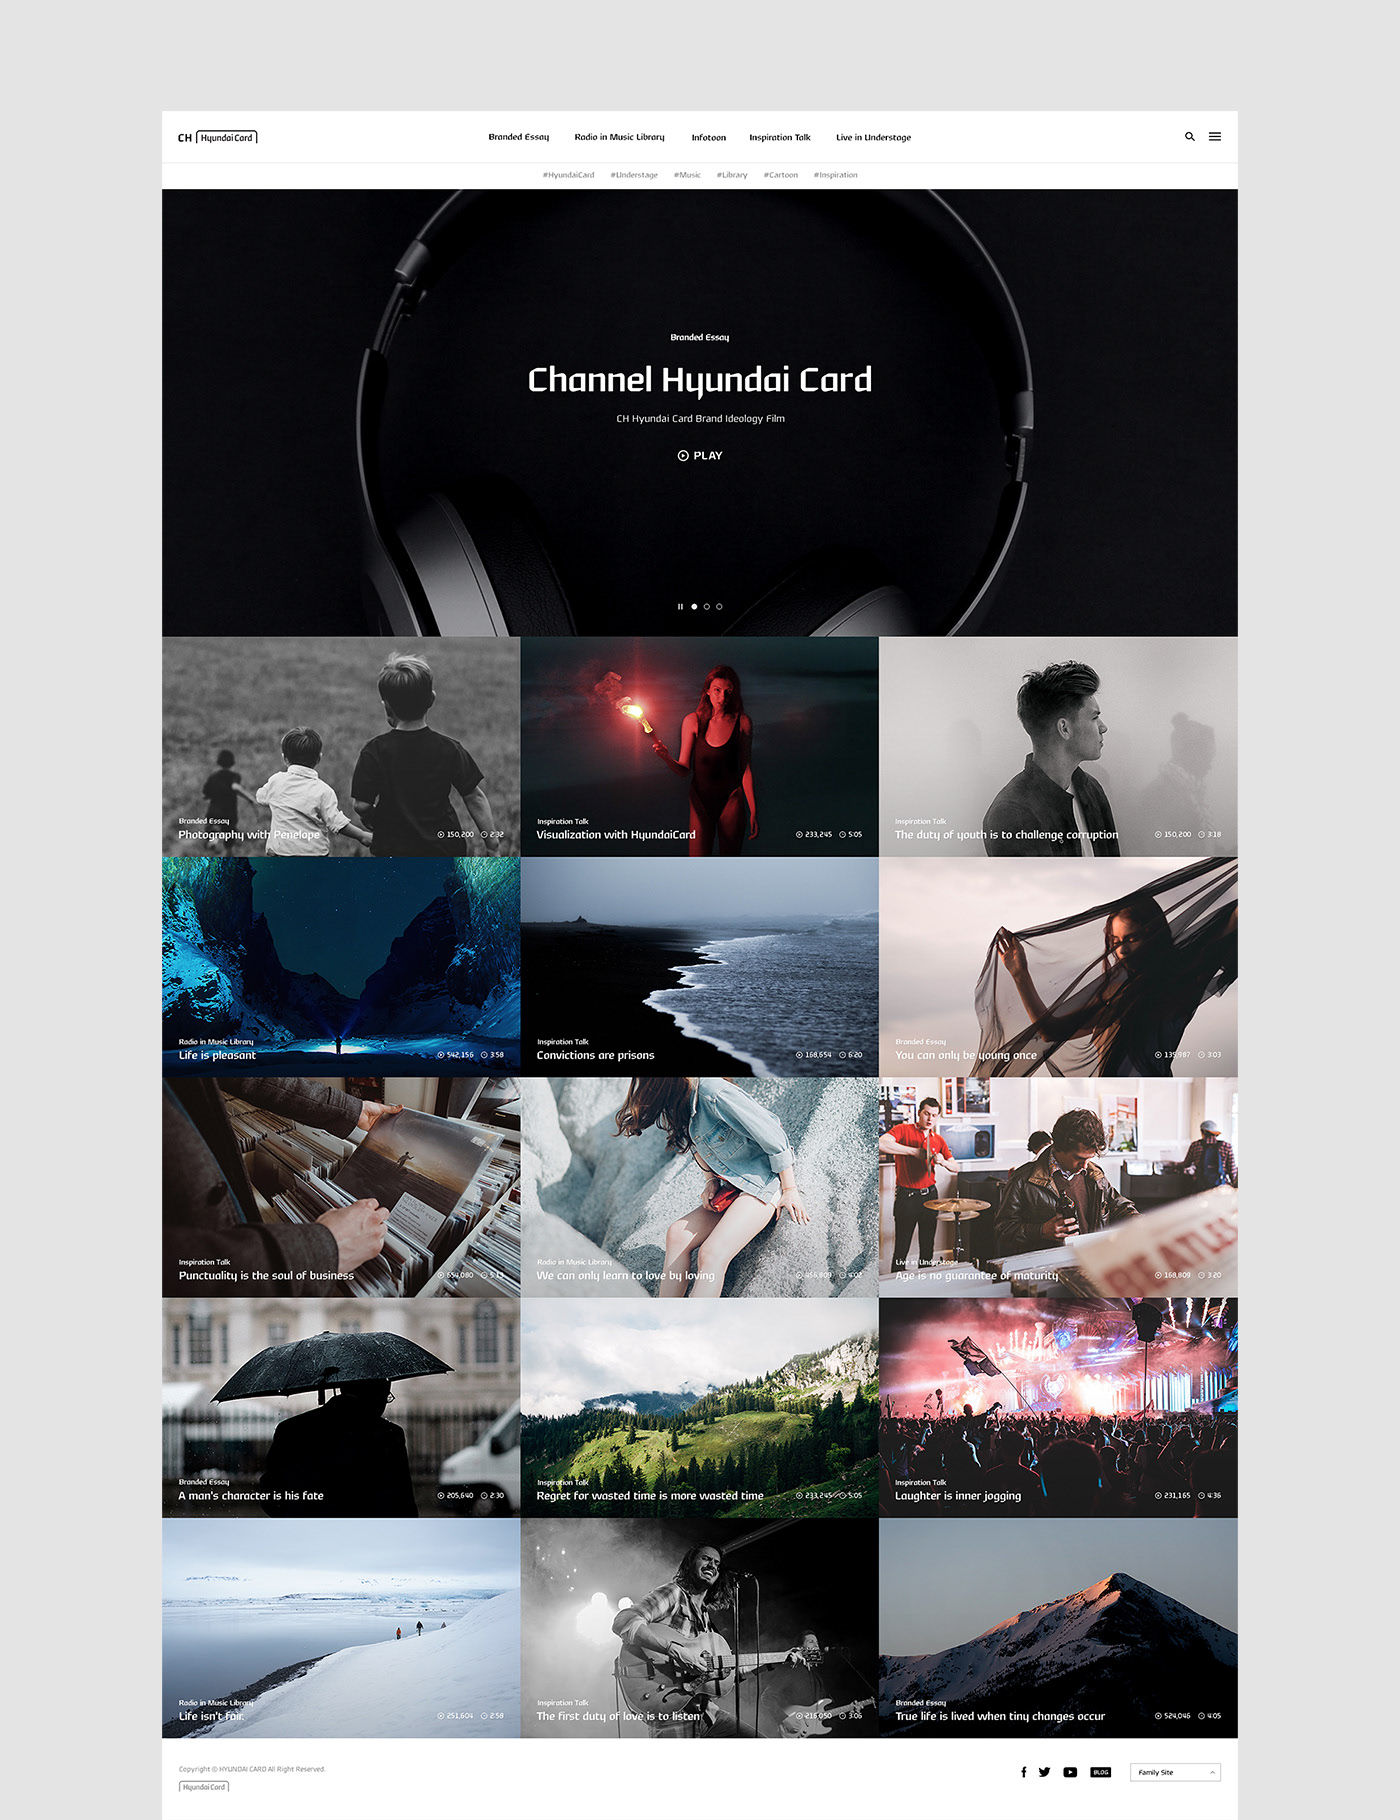 CH HyundaiCard
Branded Essay Radio in Music Library Infotoon Inspiration Talk Live in Understage
#HyundaiCard #Understage #Music #Library #Cartoon #Inspiration
Branded Essay
Channel Hyundai Card
CH Hyundai Card Brand Ideology Film
PLAY
Branded Essay
Photography with Penelope 150,200 2:32
Inspiration Talk
Visualization with HyundaiCard 233,245 5:05
Inspiration Talk
The duty of youth is to challenge corruption 150,200 3:18
Radio in Music Library
Life is pleasant 542,156 3:58
Inspiration Talk
Convictions are prisons 168,654 6:20
Branded Essay
You can only be young once 135,987 3:03
Inspiration Talk
Punctuality is the soul of business 654,080 5:13
Radio in Music Library
We can only learn to love by loving 456,809 4:02
BEATLES
Live in Understage
Age is no guarantee of maturity 168,809 3:20
Branded Essay
A man's character is his fate 205,640 2:30
Inspiration Talk
Regret for wasted time is more wasted time 233,245 5:05
Inspiration Talk
Laughter is inner jogging 231,165 4:36
Radio in Music Library
Life isn't fair. 251,604 2:58
Inspiration Talk
The first duty of love is to listen 216,050 3:06
Branded Essay
True life is lived when tiny changes occur 524,046 4:05
Copyright © HYUNDAI CARD All Right Reserved.
HyundaiCard
BLOG Family Site